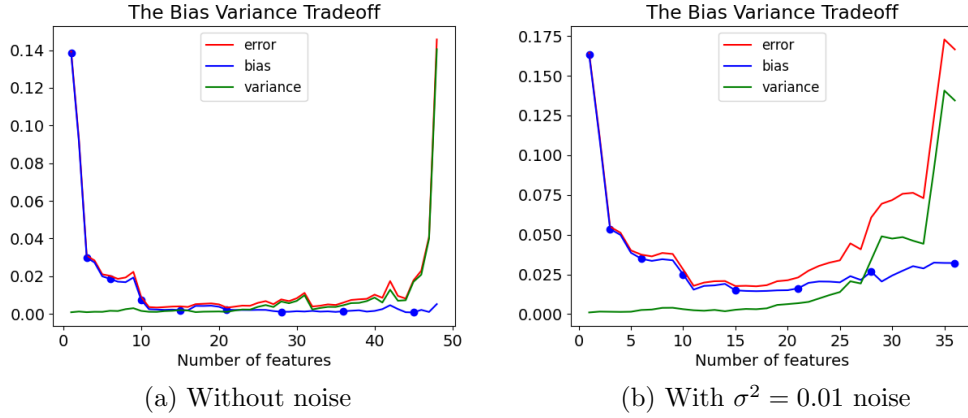 The Bias Variance Tradeoff
0.14
0.12
0.10
0.08
0.06
0.04
0.02
0.00
error
bias
variance
0 10 20 30 40 50
Number of features
(a) Without noise
The Bias Variance Tradeoff
0.175
0.150
0.125
0.100
0.075
0.050
0.025
0.000
error
bias
variance
0 5 10 15 20 25 30 35
Number of features
(b) With σ² = 0.01 noise